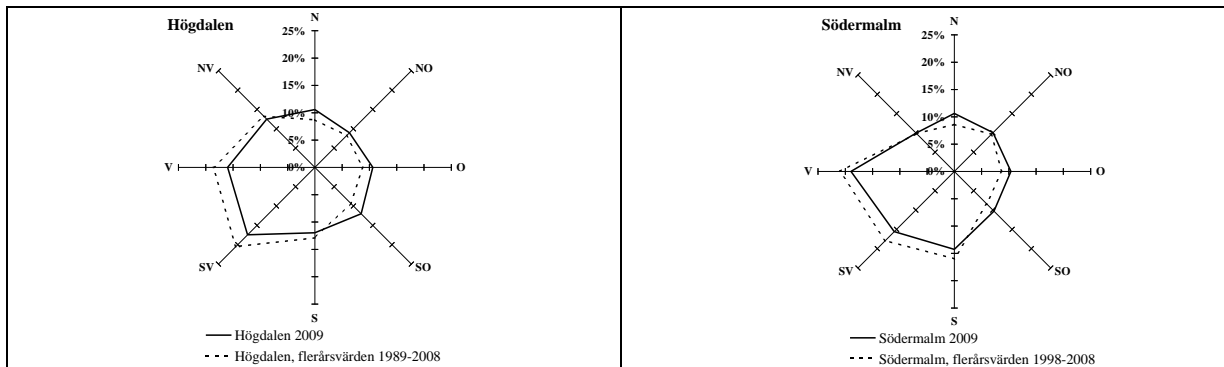 Högdalen
N
25%
20%
15%
10%
5%
0%
NV
NO
V
O
SV
SO
S
Högdalen 2009
Högdalen, flerårsvärden 1989-2008
Södermalm
N
25%
20%
15%
10%
5%
0%
NV
NO
V
O
SV
SO
S
Södermalm 2009
Södermalm, flerårsvärden 1998-2008